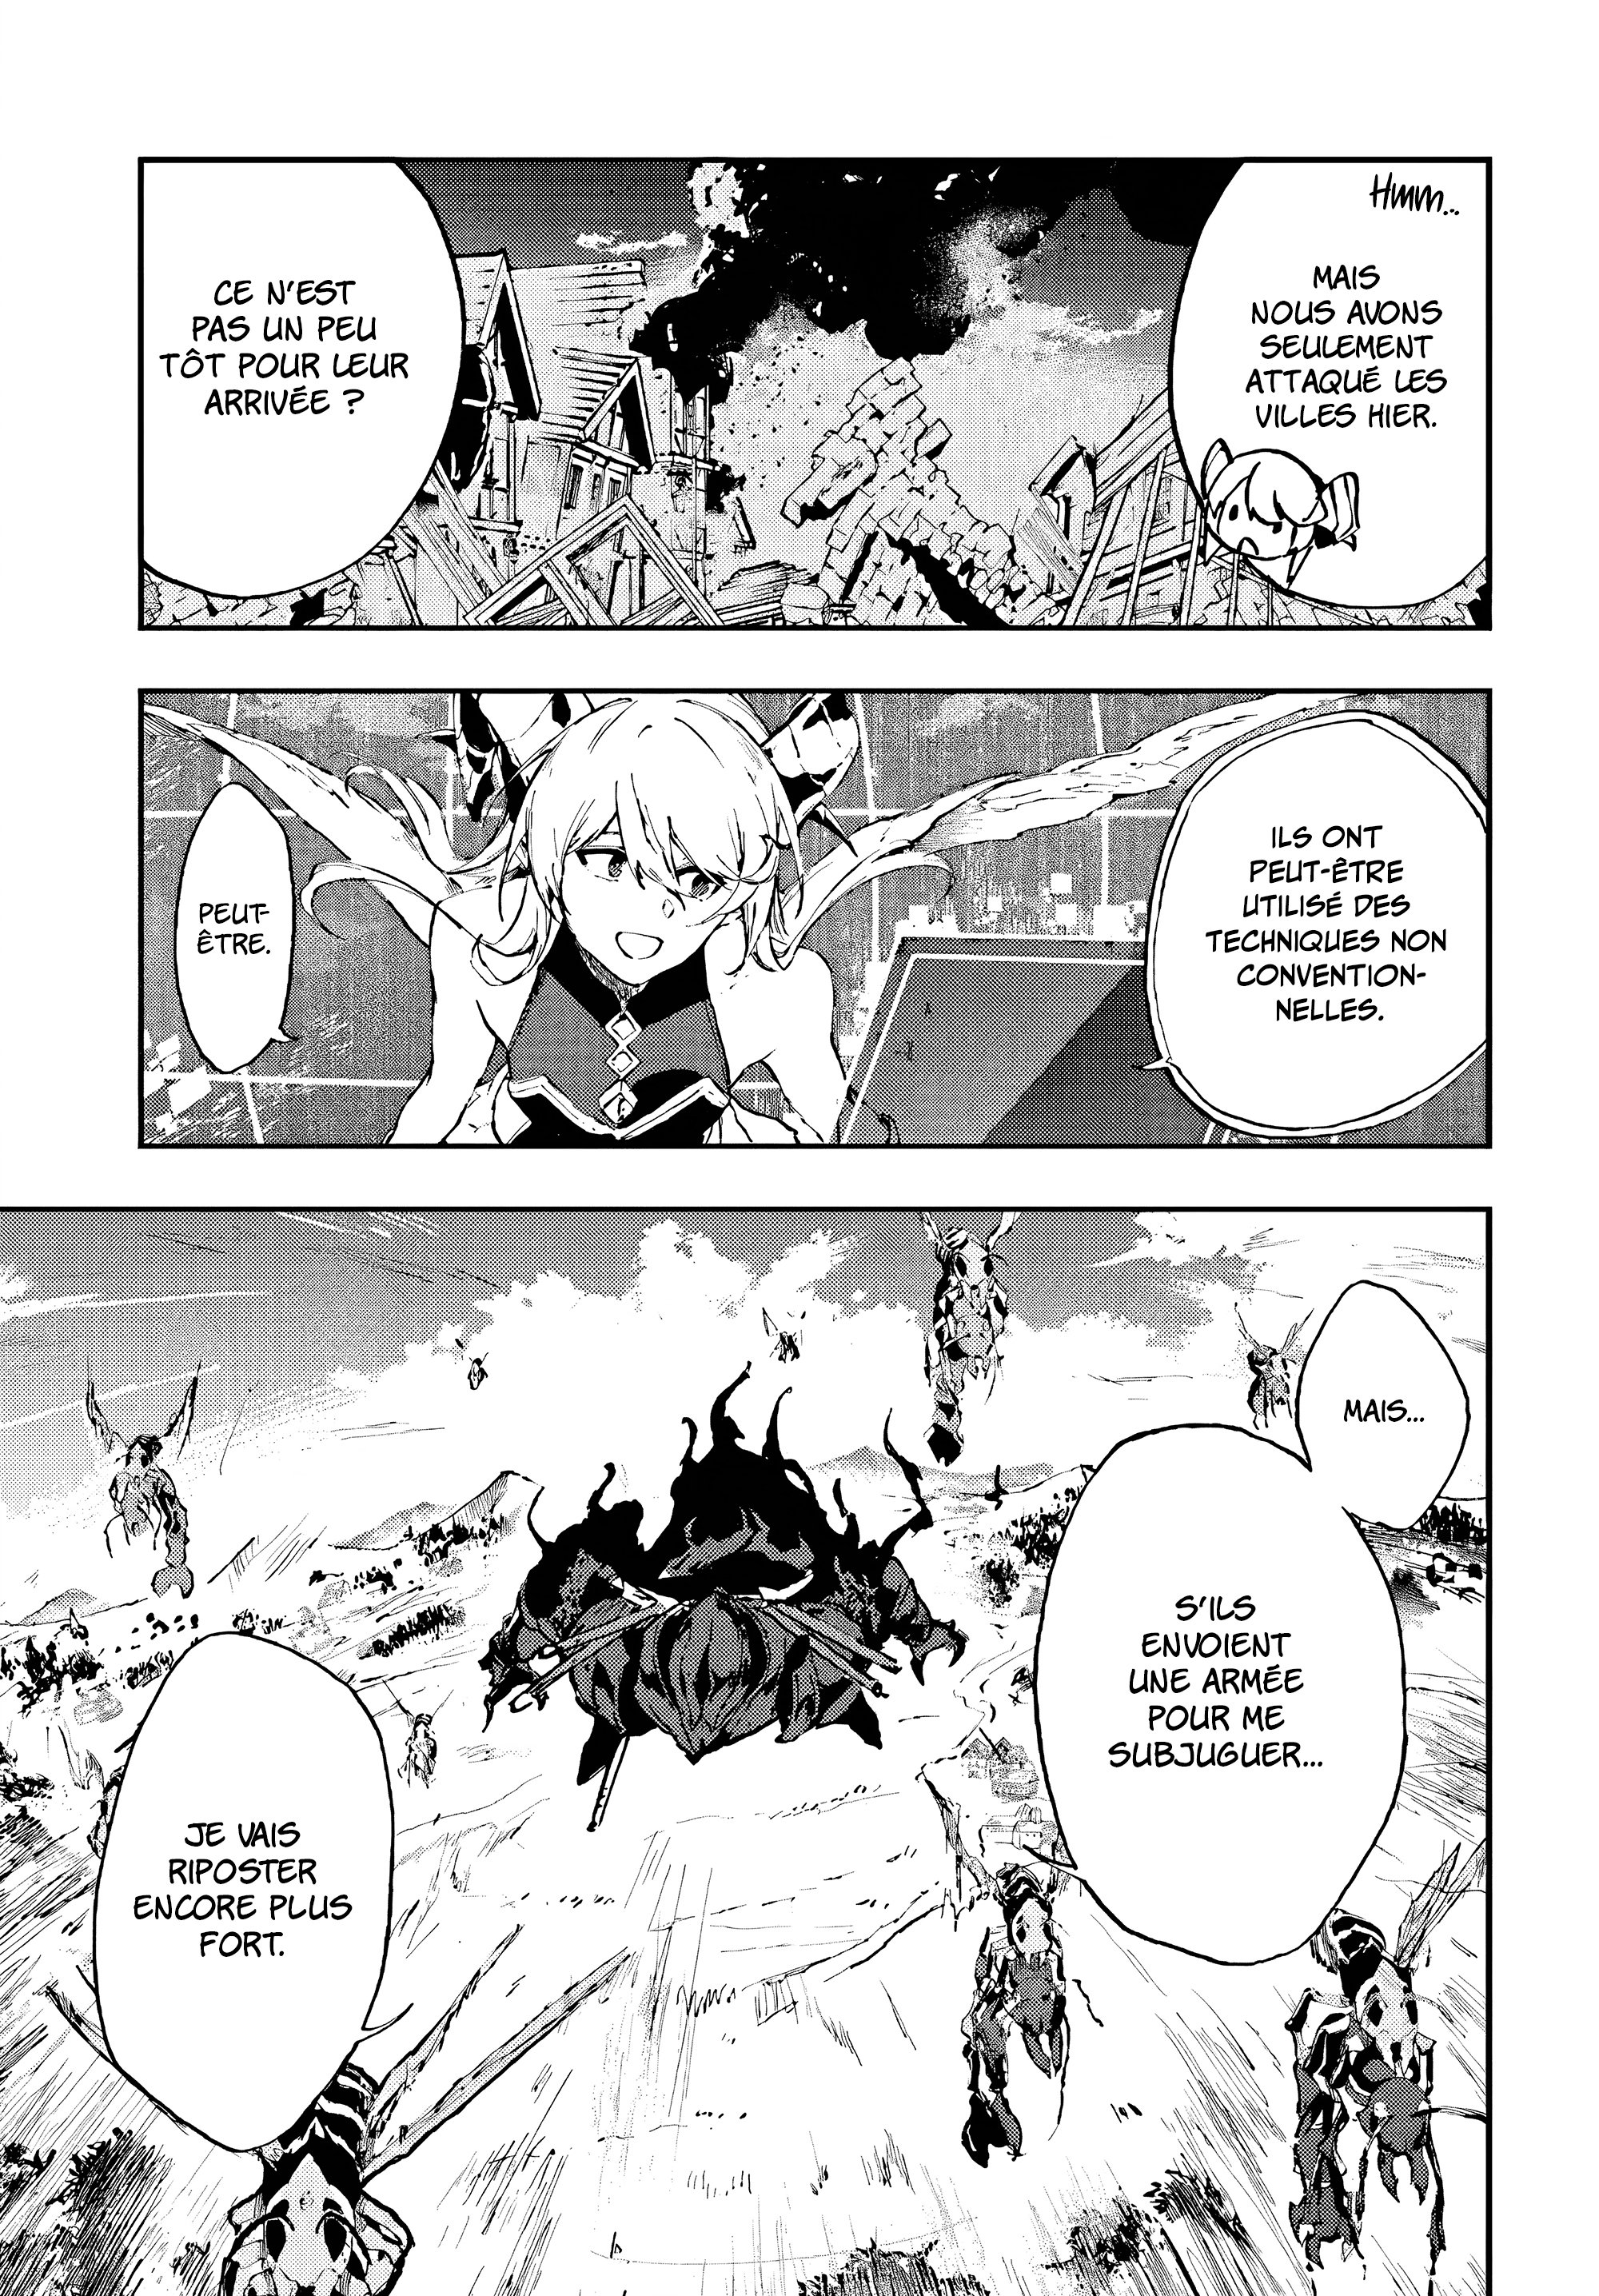 Hmm...
MAIS
NOUS AVONS
SEULEMENT
ATTAQUÉ LES
VILLES HIER.
CE N'EST
PAS UN PEU
TÔT POUR LEUR
ARRIVÉE ?
ILS ONT
PEUT-ÊTRE
UTILISÉ DES
TECHNIQUES NON
CONVENTION-
NELLES.
PEUT-
ÊTRE.
MAIS...
S'ILS
ENVOIENT
UNE ARMÉE
POUR ME
SUBJUGUER...
JE VAIS
RIPOSTER
ENCORE PLUS
FORT.